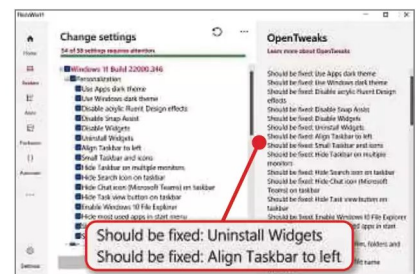 Home
Change settings
54 of 58 settings requires attention.
Windows 11 Build 22000.346
Personalization
Use Apps dark theme
Use Windows dark theme
Disable acrylic Fluent Design effects
Disable Snap Assist
Disable Widgets
Uninstall Widgets
Align Taskbar to left
Small Taskbar and icons
Hide Taskbar on multiple monitors
Hide Search icon on taskbar
Hide Chat icon (Microsoft Teams) on taskbar
Hide Task view button on taskbar
Enable Windows 10 File Explorer
Hide most used apps in start menu
Settings
OpenTweaks
Learn more about OpenTweaks
Should be fixed: Use Apps dark theme
Should be fixed: Use Windows dark theme
Should be fixed: Disable acrylic Fluent Design
effects
Should be fixed: Disable Snap Assist
Should be fixed: Disable Widgets
Should be fixed: Uninstall Widgets
Should be fixed: Align Taskbar to left
Should be fixed: Small Taskbar and icons
Should be fixed: Hide Taskbar on multiple
monitors
Should be fixed: Hide Search icon on taskbar
Should be fixed: Hide Chat icon (Microsoft
Teams) on taskbar
Should be fixed: Hide Task view button on
taskbar
Should be fixed: Enable Windows 10 File Explorer
apps in start
folders and
file name
Should be fixed: Uninstall Widgets
Should be fixed: Align Taskbar to left